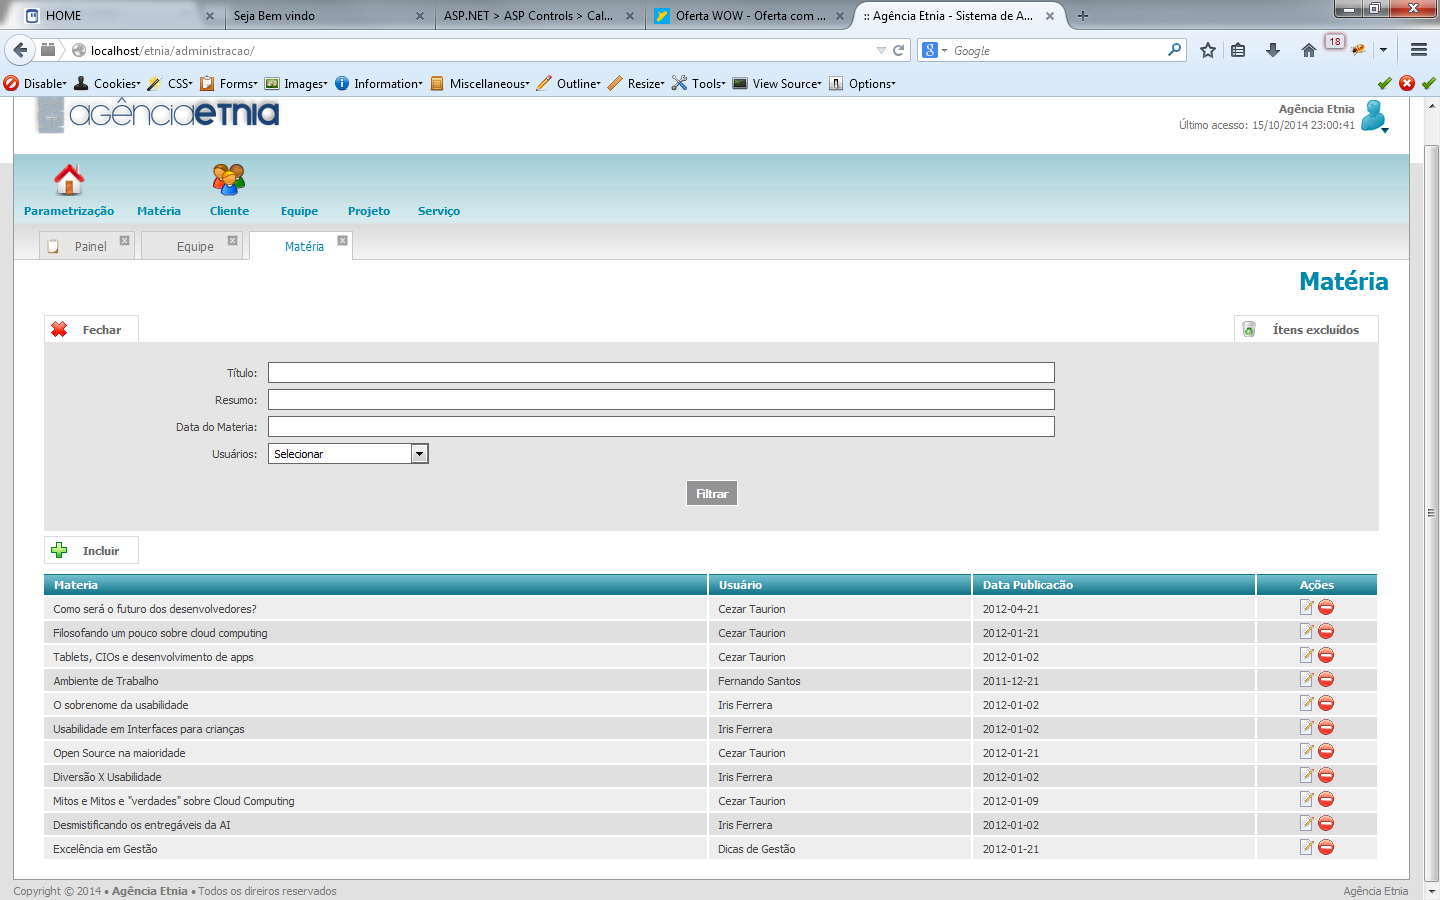 HOME
Seja Bem vindo
ASP.NET > ASP Controls > Cal...
Oferta WOW - Oferta com ...
:: Agência Etnia - Sistema de A...
localhost/etnia/administracao/
Google
18
Disable
Cookies
CSS
Forms
Images
Information
Miscellaneous
Outline
Resize
Tools
View Source
Options
agênciaetnia
Agência Etnia
Último acesso: 15/10/2014 23:00:41
Parametrização
Matéria
Cliente
Equipe
Projeto
Serviço
Painel
Equipe
Matéria
Matéria
Fechar
Ítens excluídos
Título:
Resumo:
Data do Materia:
Usuários: Selecionar
Filtrar
Incluir
Materia Usuário Data Publicacão Ações
Como será o futuro dos desenvolvedores? Cezar Taurion 2012-04-21
Filosofando um pouco sobre cloud computing Cezar Taurion 2012-01-21
Tablets, CIOs e desenvolvimento de apps Cezar Taurion 2012-01-02
Ambiente de Trabalho Fernando Santos 2011-12-21
O sobrenome da usabilidade Iris Ferrera 2012-01-02
Usabilidade em Interfaces para crianças Iris Ferrera 2012-01-02
Open Source na maioridade Cezar Taurion 2012-01-21
Diversão X Usabilidade Iris Ferrera 2012-01-02
Mitos e Mitos e "verdades" sobre Cloud Computing Cezar Taurion 2012-01-09
Desmistificando os entregáveis da AI Iris Ferrera 2012-01-02
Excelência em Gestão Dicas de Gestão 2012-01-21
Copyright © 2014 • Agência Etnia • Todos os direiros reservados
Agência Etnia